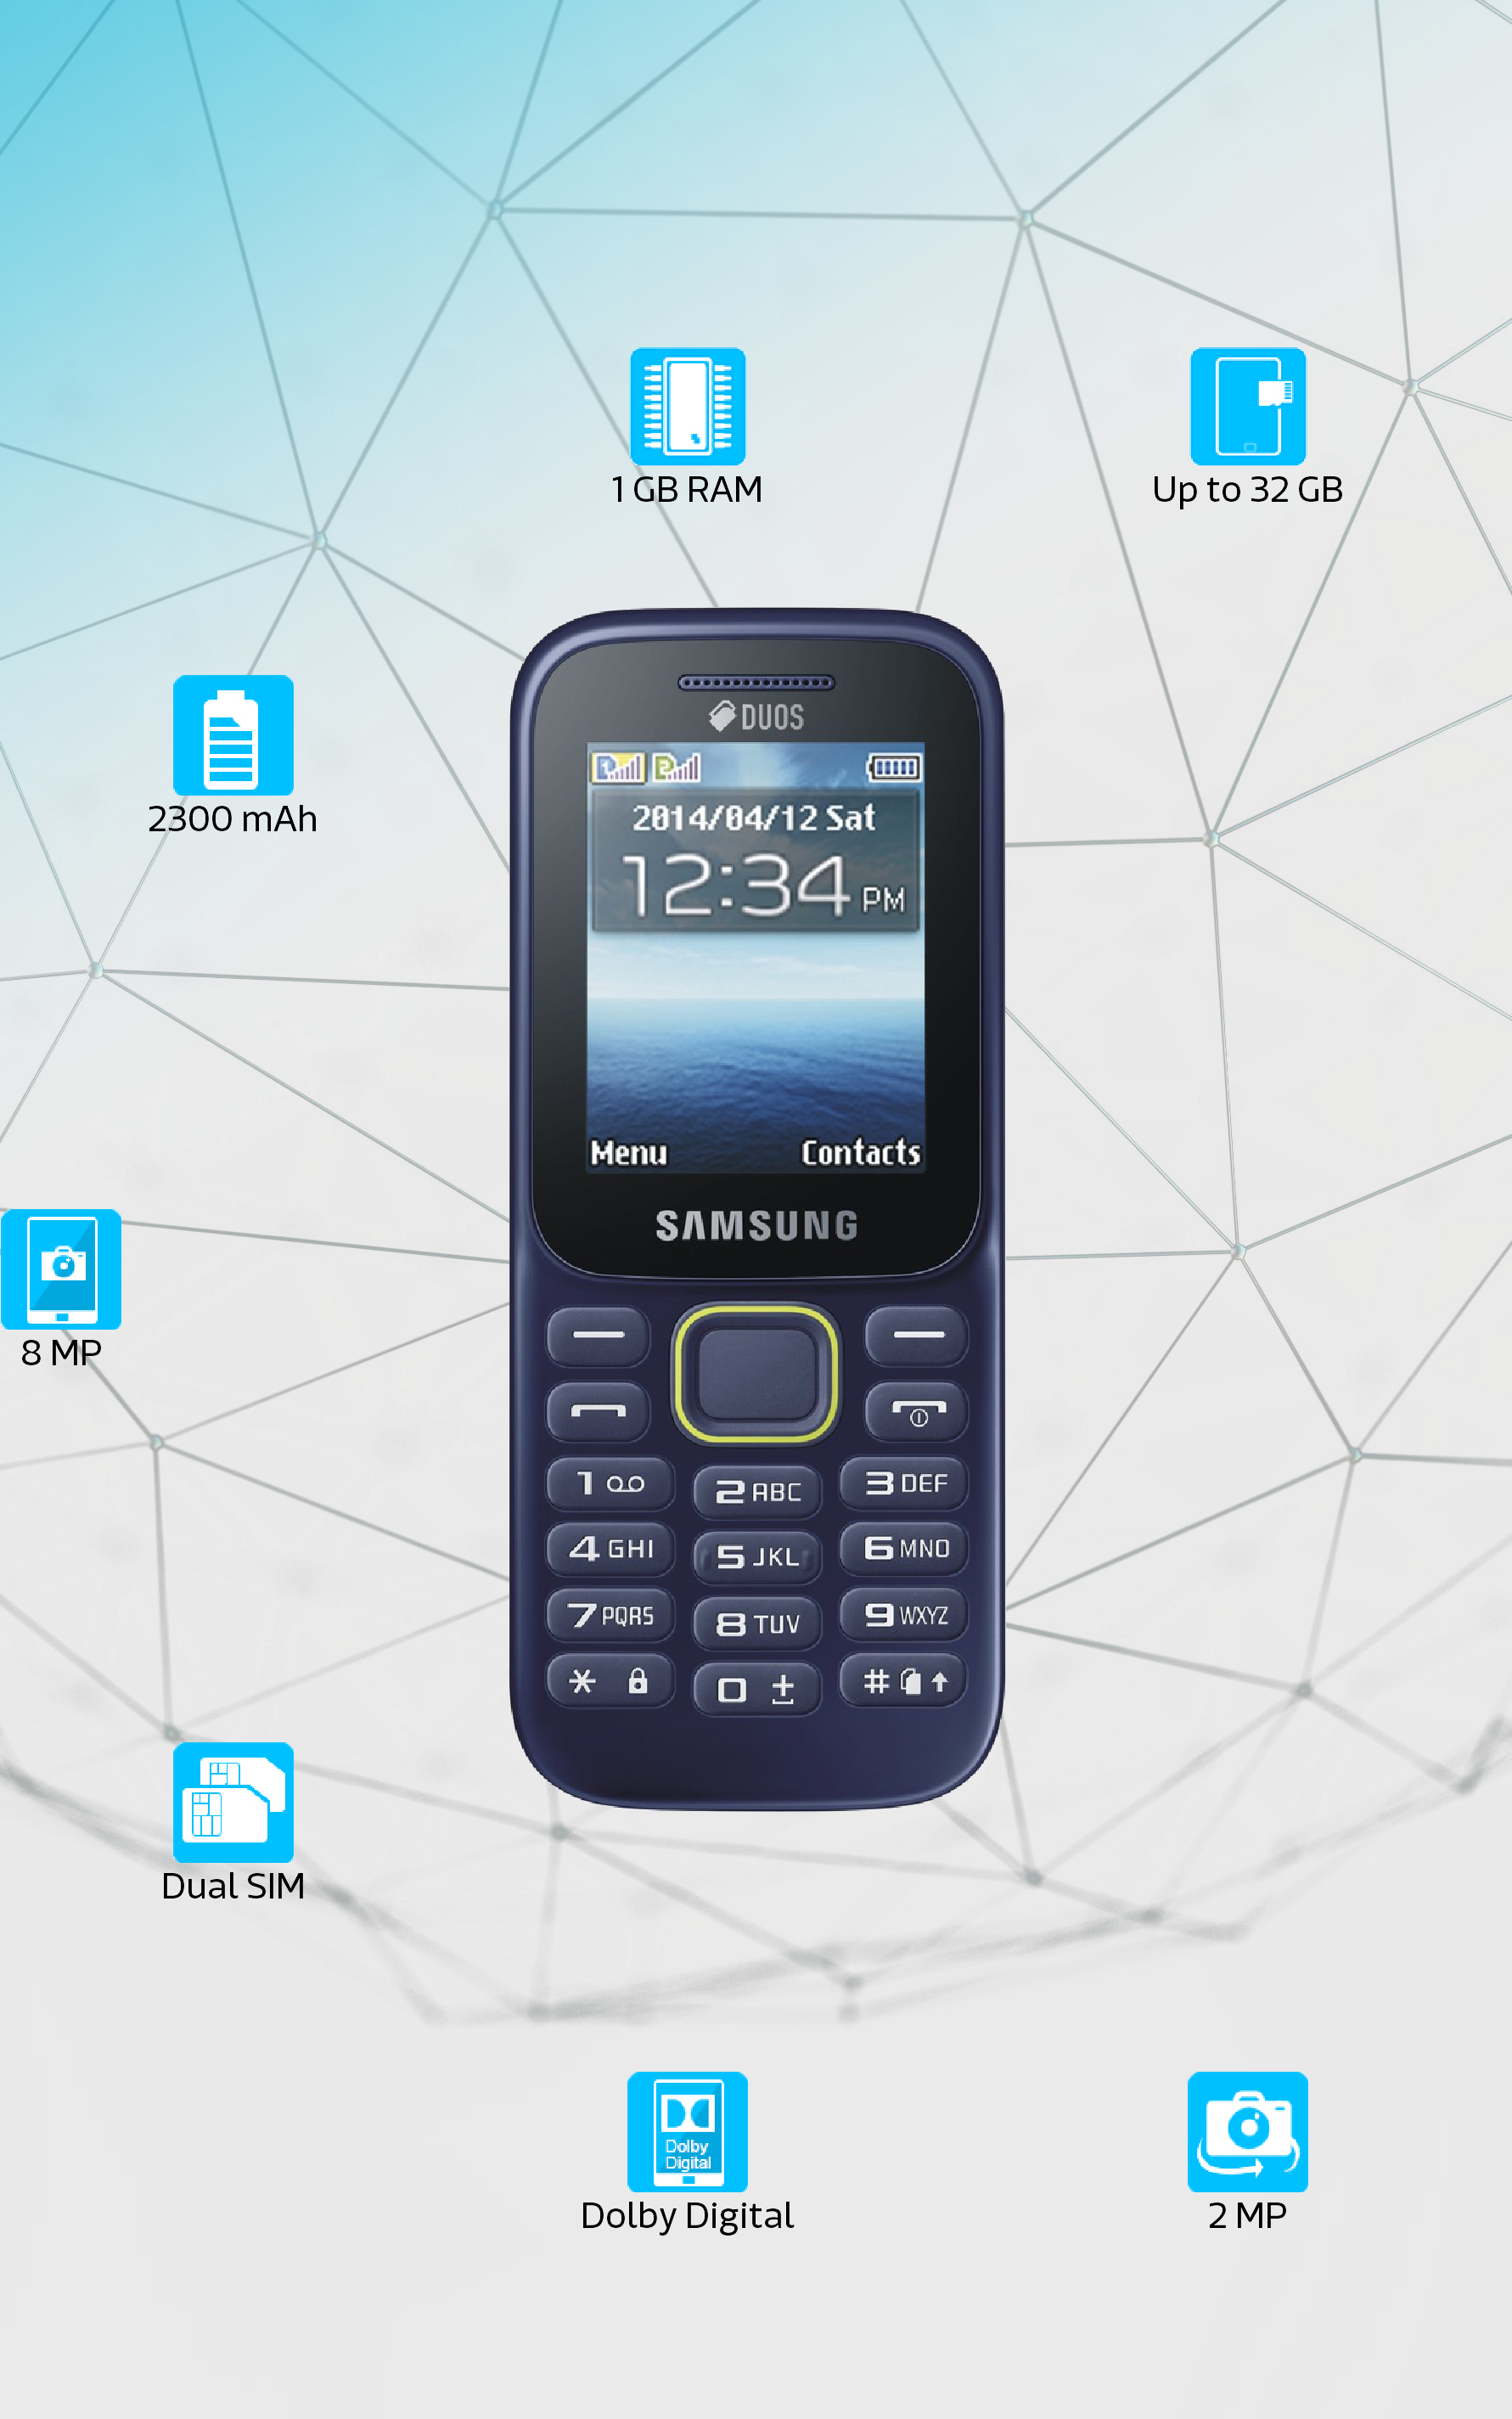 1 GB RAM
Up to 32 GB
2300 mAh
DUOS
1 2
2014/04/12 Sat
12:34 PM
Menu Contacts
SAMSUNG
8 MP
1
2 ABC
3 DEF
4 GHI
5 JKL
6 MNO
7 PQRS
8 TUV
9 WXYZ
*
0 +
#
Dual SIM
Dolby
Digital
Dolby Digital
2 MP